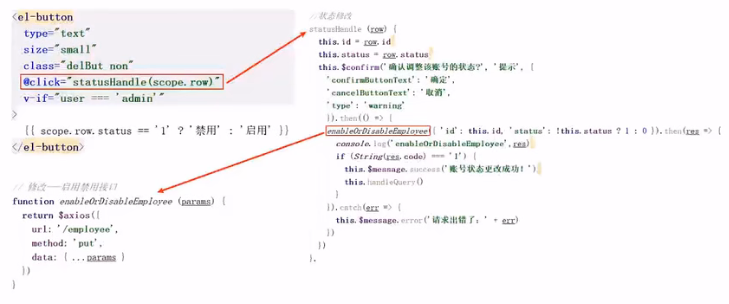 <el-button
type="text"
size="small"
class="delBut non"
@click="statusHandle(scope.row)"
v-if="user === 'admin'"
>
{{ scope.row.status == '1' ? '禁用' : '启用' }}
</el-button>
// 修改---启用禁用接口
function enableOrDisableEmployee (params) {
return $axios({
url: '/employee',
method: 'put',
data: { ...params }
})
}
//状态修改
statusHandle (row) {
this.id = row.id
this.status = row.status
this.$confirm('确认调整该账号的状态?', '提示', {
'confirmButtonText': '确定',
'cancelButtonText': '取消',
'type': 'warning'
}).then(() => {
enableOrDisableEmployee({ 'id': this.id, 'status': !this.status ? 1 : 0 }).then(res => {
console.log('enableOrDisableEmployee',res)
if (String(res.code) === '1') {
this.$message.success('账号状态更改成功！')
this.handleQuery()
}
}).catch(err => {
this.$message.error('请求出错了：' + err)
})
})
},